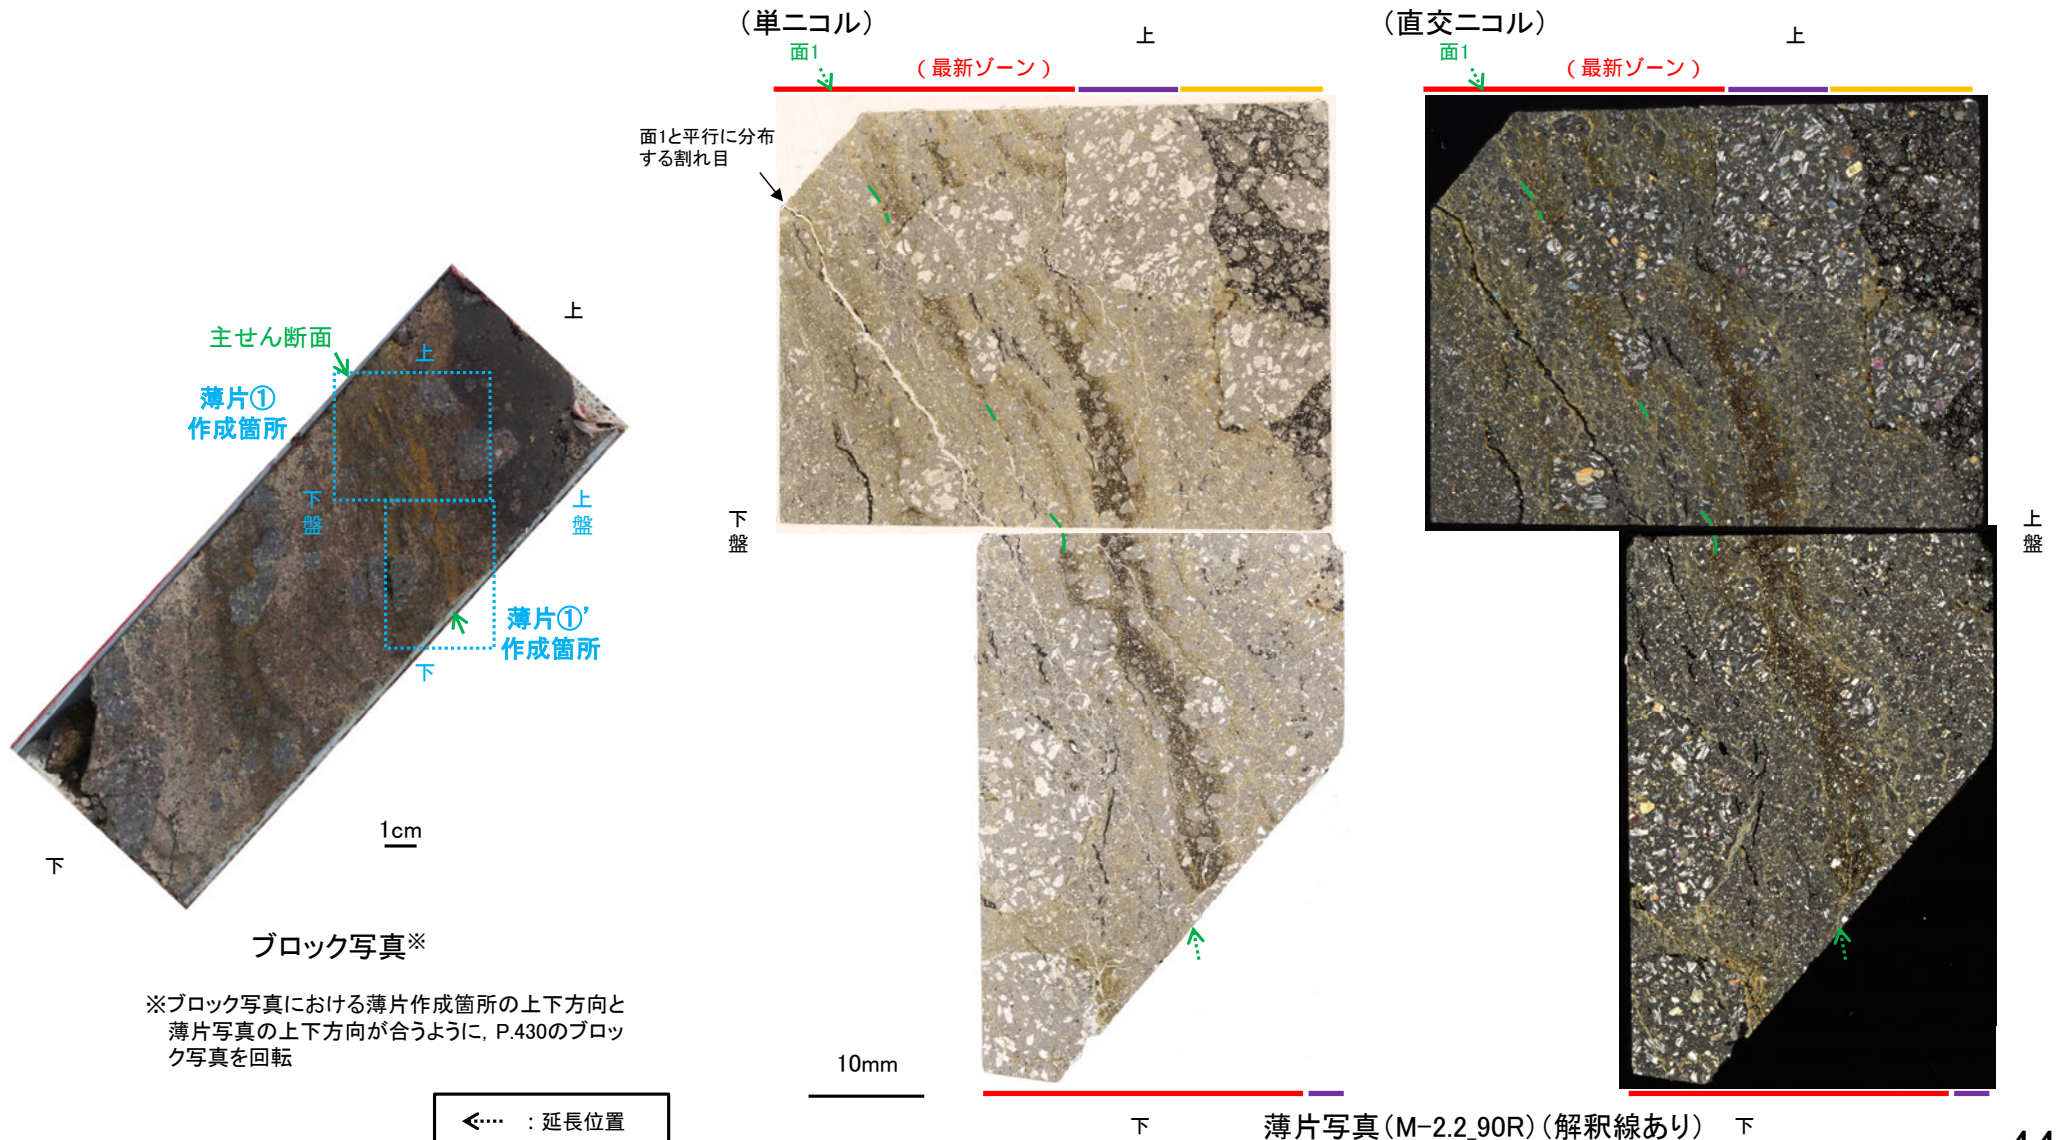 (単ニコル)
上
面1
(最新ゾーン)
(直交ニコル)
上
面1
(最新ゾーン)
面1と平行に分布
する割れ目
上
主せん断面
上
薄片①
作成箇所
下
盤
上
盤
下
盤
上
盤
薄片①’
作成箇所
下
1cm
下
ブロック写真※
※ブロック写真における薄片作成箇所の上下方向と
薄片写真の上下方向が合うように, P.430のブロッ
ク写真を回転
10mm
:延長位置
下
薄片写真(M-2.2_90R)(解釈線あり)
下